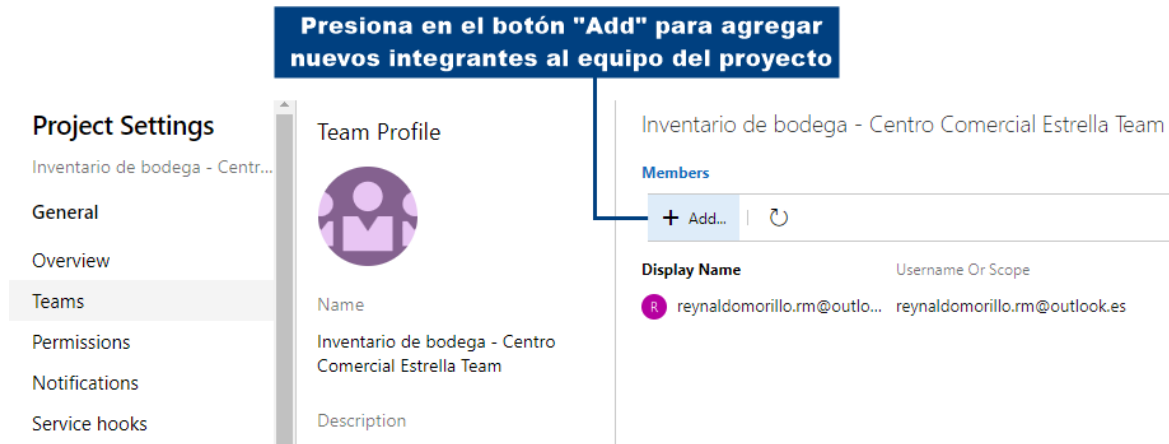 Presiona en el botón "Add" para agregar
nuevos integrantes al equipo del proyecto
Project Settings
Inventario de bodega - Centr...
General
Overview
Teams
Permissions
Notifications
Service hooks
Team Profile
Name
Inventario de bodega - Centro
Comercial Estrella Team
Description
Inventario de bodega - Centro Comercial Estrella Team
Members
+ Add...
Display Name Username Or Scope
R reynaldomorillo.rm@outlo... reynaldomorillo.rm@outlook.es